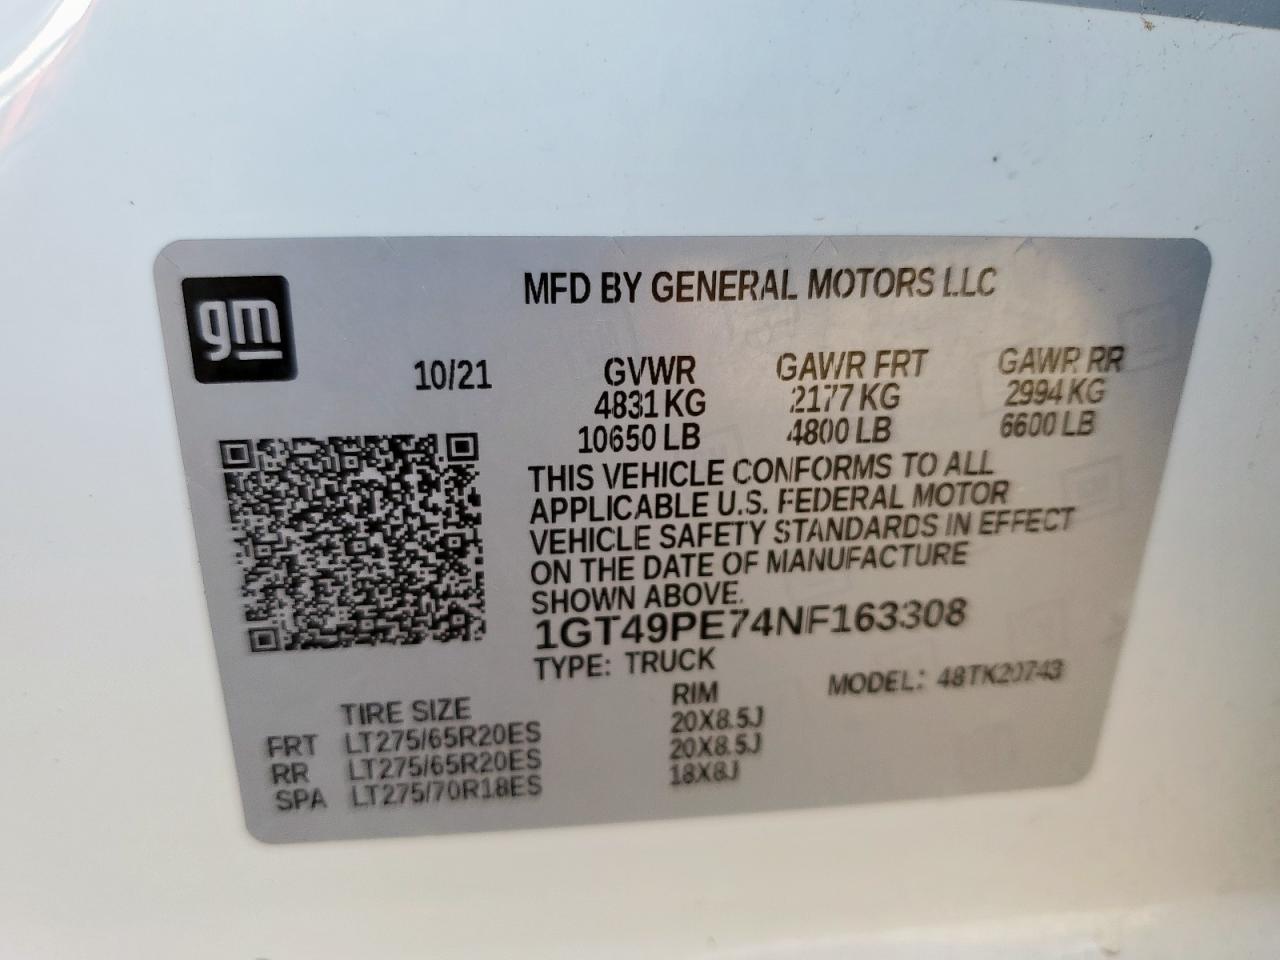 gm
MFD BY GENERAL MOTORS LLC
10/21 GVWR GAWR FRT GAWR RR
4831 KG 2177 KG 2994 KG
10650 LB 4800 LB 6600 LB
THIS VEHICLE CONFORMS TO ALL
APPLICABLE U.S. FEDERAL MOTOR
VEHICLE SAFETY STANDARDS IN EFFECT
ON THE DATE OF MANUFACTURE
SHOWN ABOVE.
1GT49PE74NF163308
TYPE: TRUCK MODEL: 48TK20743
TIRE SIZE RIM
FRT LT275/65R20ES 20X8.5J
RR LT275/65R20ES 20X8.5J
SPA LT275/70R18ES 18X8J